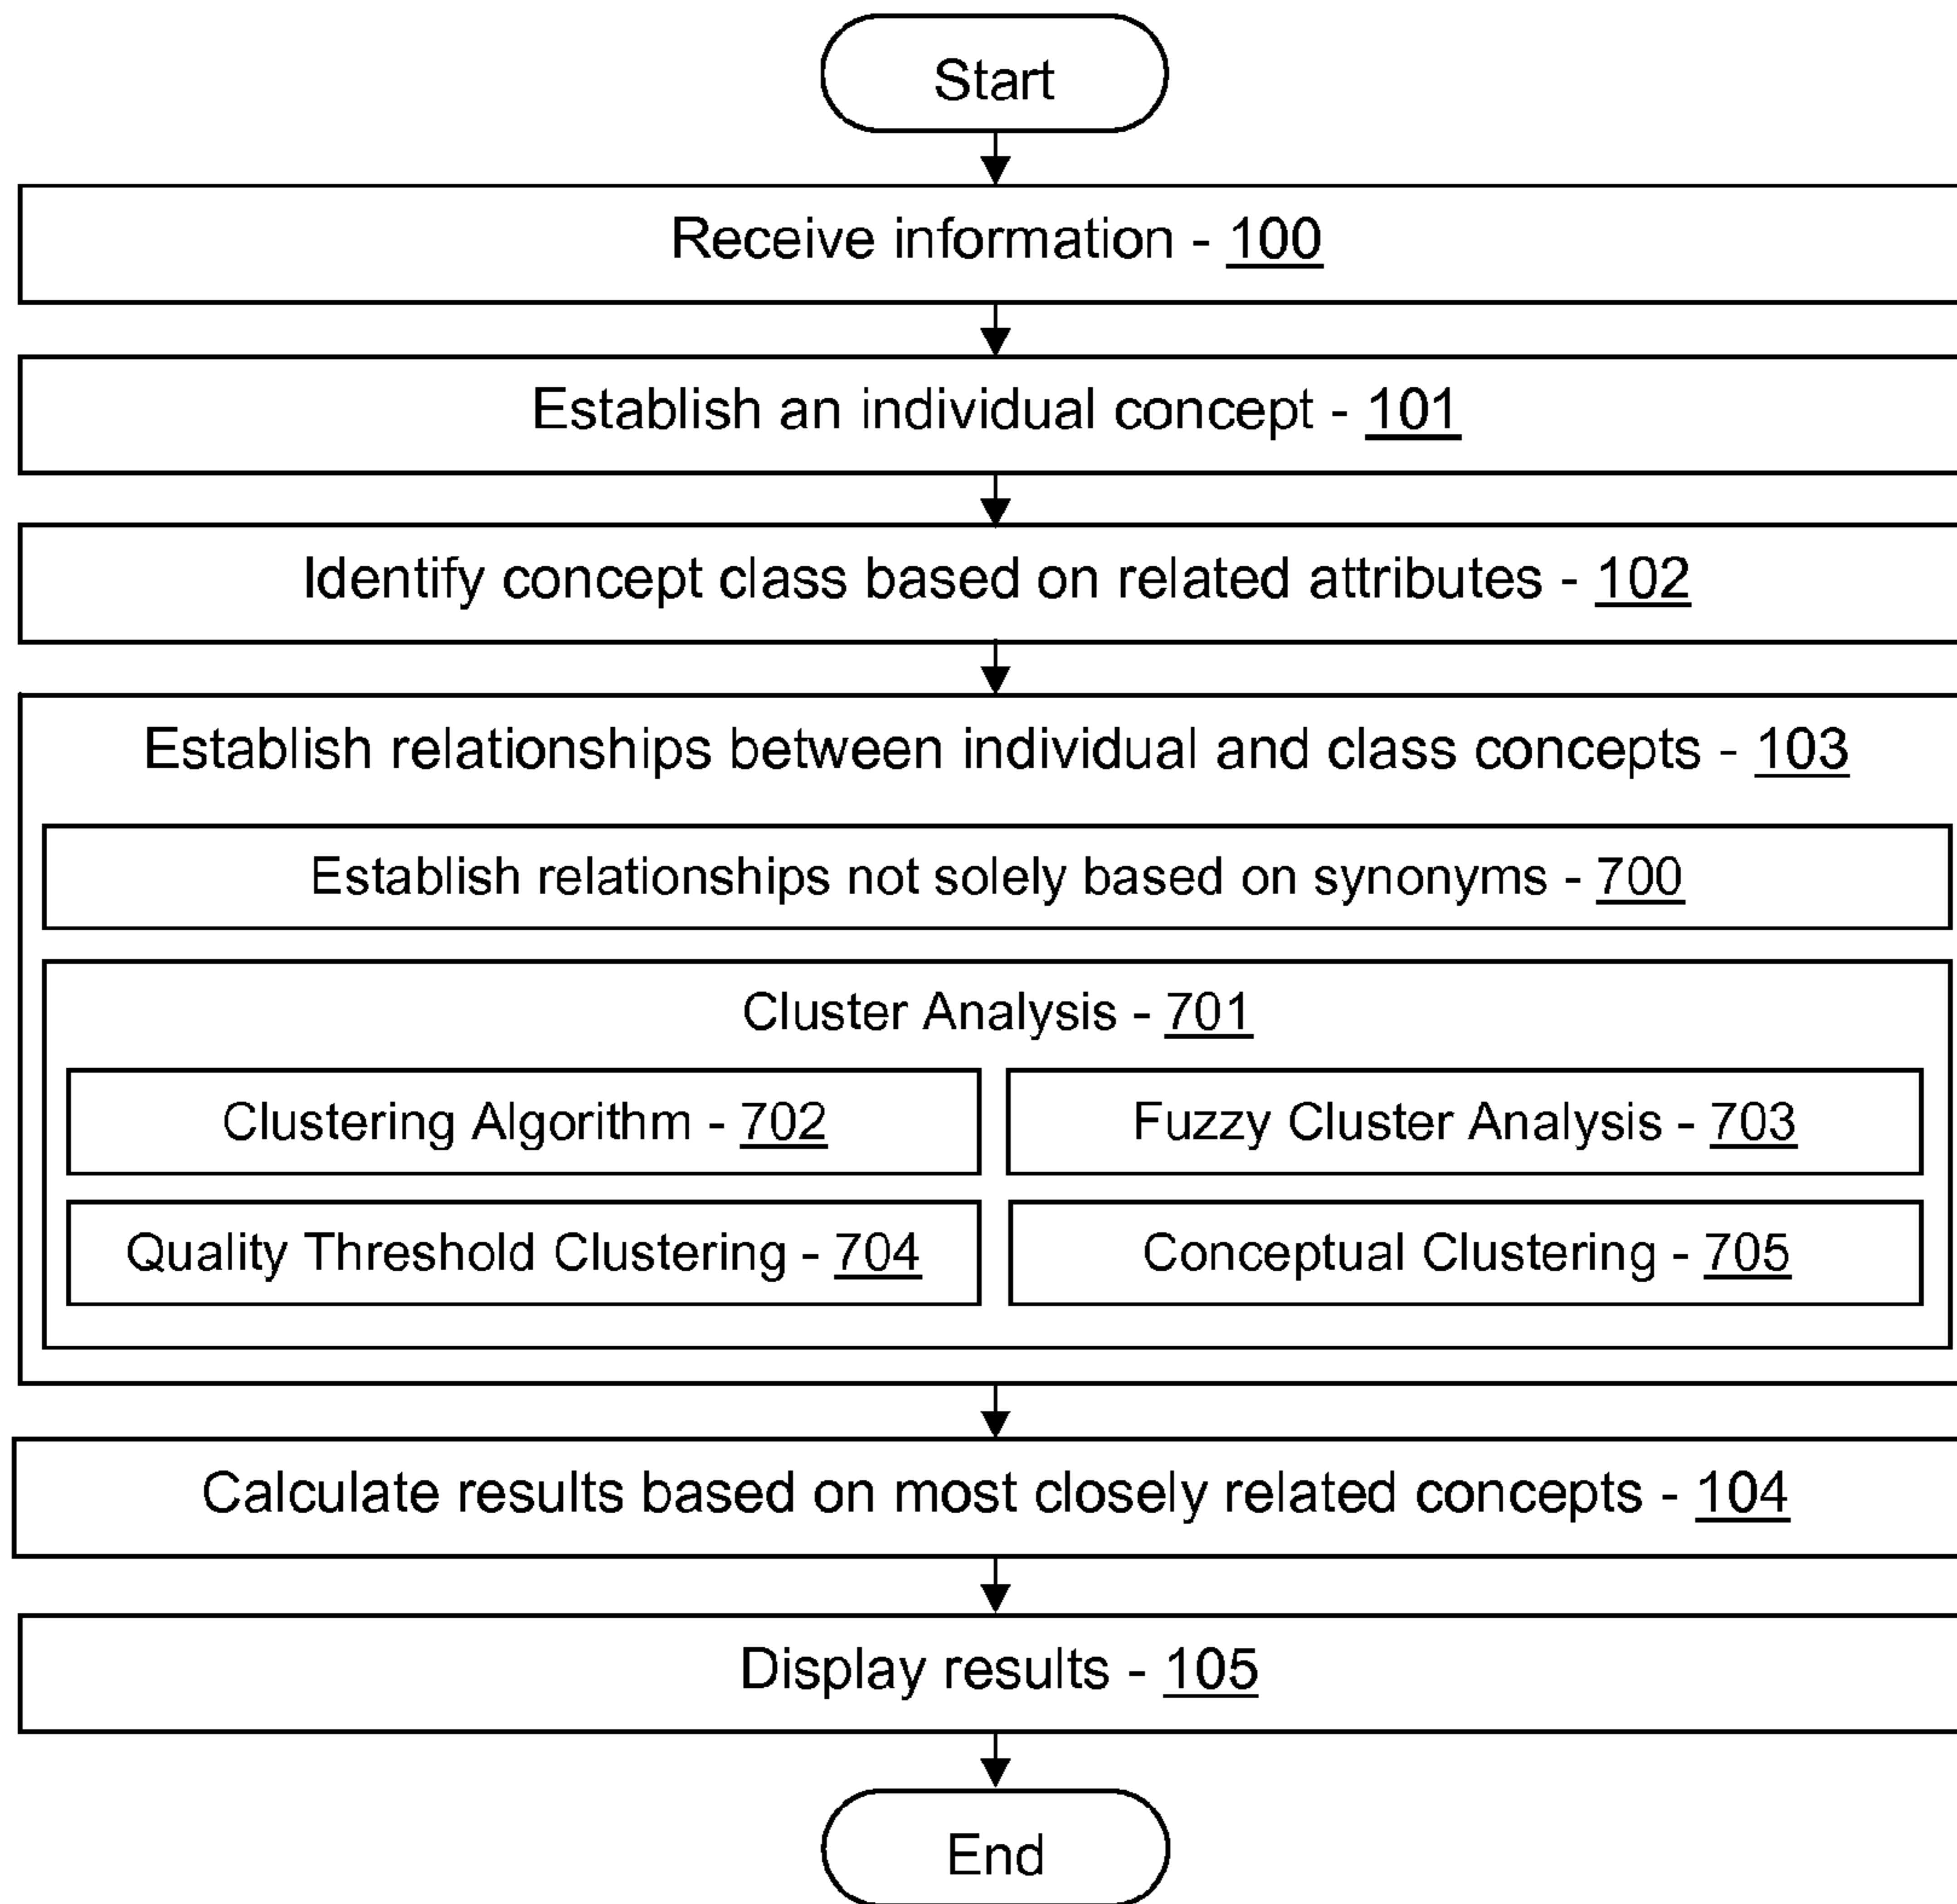 Start
Receive information - 100
Establish an individual concept - 101
Identify concept class based on related attributes - 102
Establish relationships between individual and class concepts - 103
Establish relationships not solely based on synonyms - 700
Cluster Analysis - 701
Clustering Algorithm - 702
Fuzzy Cluster Analysis - 703
Quality Threshold Clustering - 704
Conceptual Clustering - 705
Calculate results based on most closely related concepts - 104
Display results - 105
End